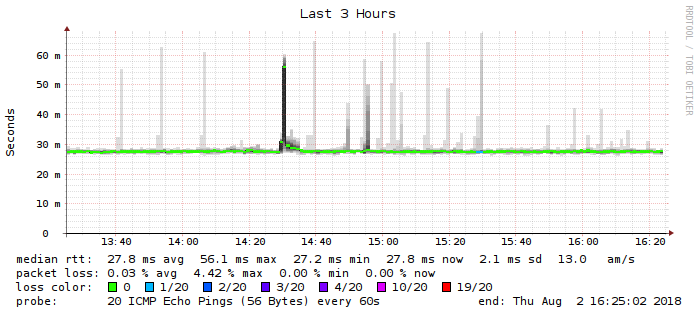 Last 3 Hours
RRDTOOL / TOBI OETIKER
Seconds
60 m
50 m
40 m
30 m
20 m
10 m
0
13:40 14:00 14:20 14:40 15:00 15:20 15:40 16:00 16:20
median rtt: 27.8 ms avg 56.1 ms max 27.2 ms min 27.8 ms now 2.1 ms sd 13.0 am/s
packet loss: 0.03 % avg 4.42 % max 0.00 % min 0.00 % now
loss color: 0 1/20 2/20 3/20 4/20 10/20 19/20
probe: 20 ICMP Echo Pings (56 Bytes) every 60s end: Thu Aug 2 16:25:02 2018